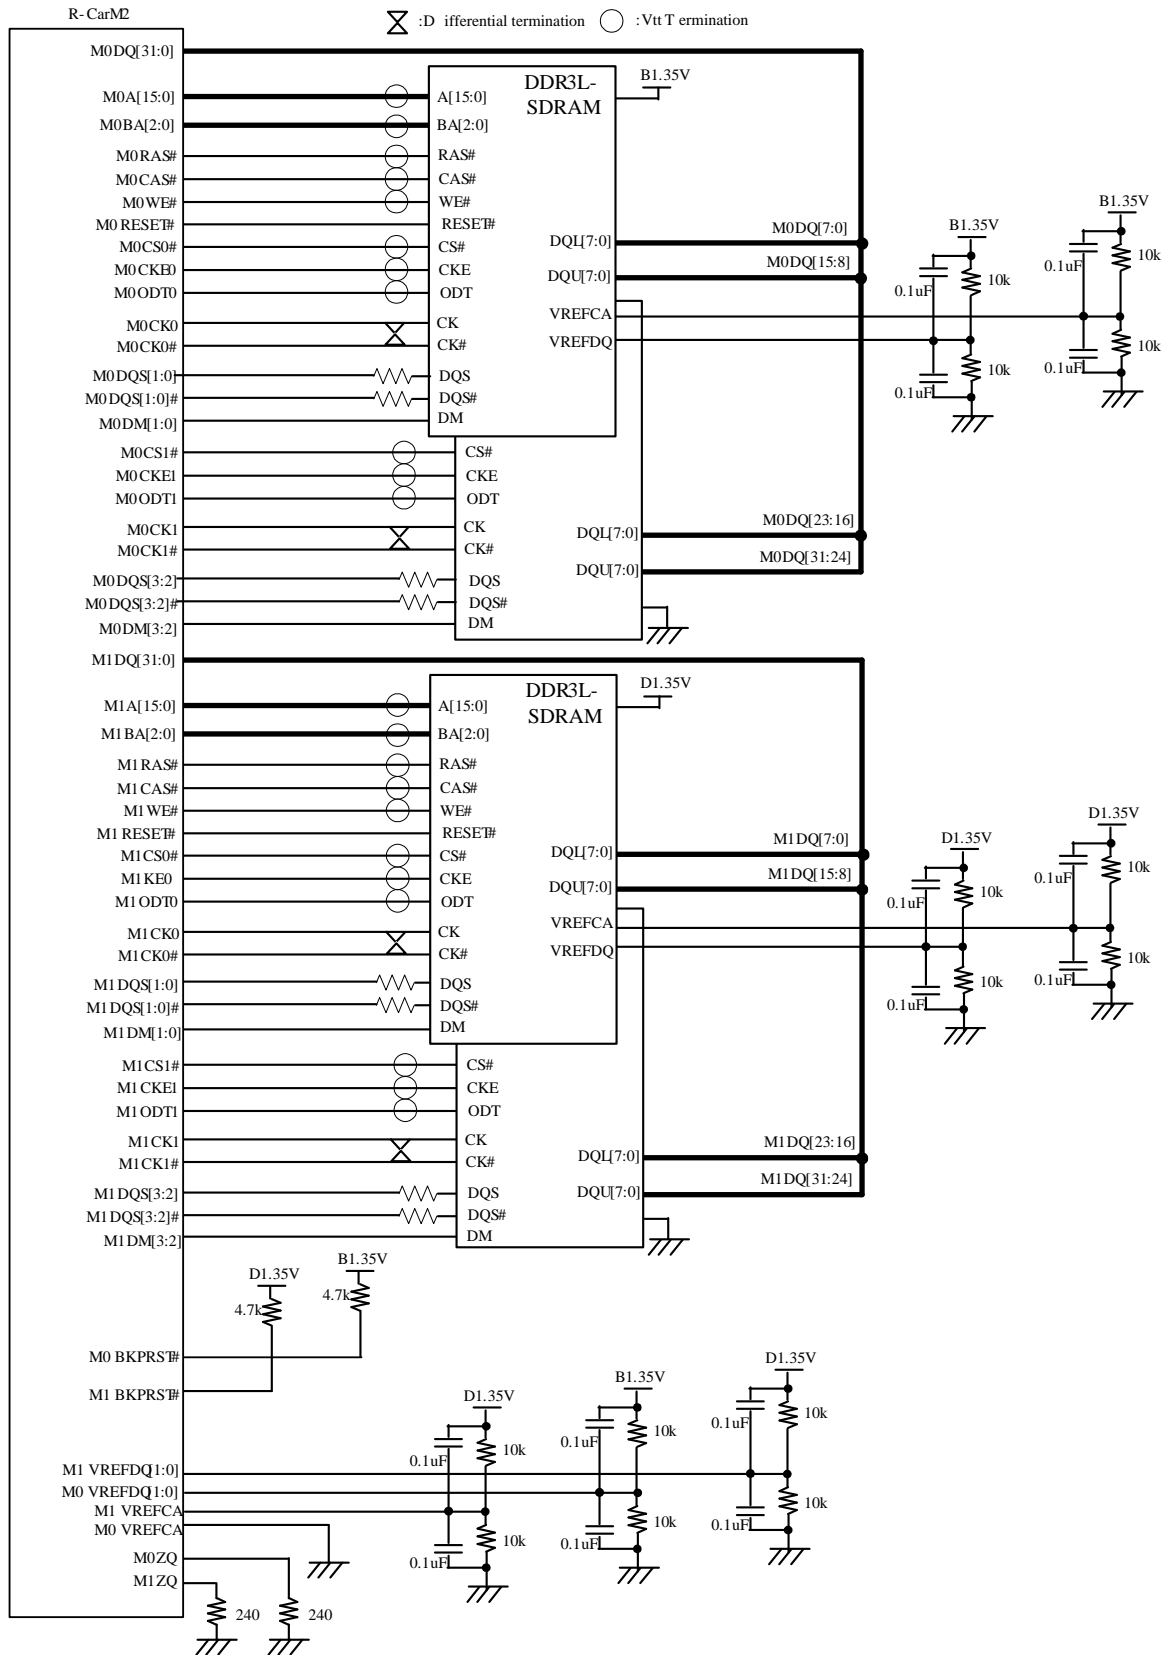 R-CarM2
:D ifferential termination :Vtt T ermination
M0DQ[31:0]
M0A[15:0]
M0BA[2:0]
M0RAS#
M0CAS#
M0WE#
M0RESET#
M0CS0#
M0CKE0
M0ODT0
M0CK0
M0CK0#
M0DQS[1:0]
M0DQS[1:0]#
M0DM[1:0]
M0CS1#
M0CKE1
M0ODT1
M0CK1
M0CK1#
M0DQS[3:2]
M0DQS[3:2]#
M0DM[3:2]
DDR3L-
SDRAM
A[15:0]
BA[2:0]
RAS#
CAS#
WE#
RESET#
CS#
CKE
ODT
CK
CK#
DQS
DQS#
DM
CS#
CKE
ODT
CK
CK#
DQS
DQS#
DM
DQL[7:0]
DQU[7:0]
VREFCA
VREFDQ
DQL[7:0]
DQU[7:0]
B1.35V
M0DQ[7:0]
M0DQ[15:8]
M0DQ[23:16]
M0DQ[31:24]
B1.35V
0.1uF
10k
0.1uF
10k
B1.35V
0.1uF
10k
0.1uF
10k
M1DQ[31:0]
M1A[15:0]
M1BA[2:0]
M1RAS#
M1CAS#
M1WE#
M1RESET#
M1CS0#
M1KE0
M1ODT0
M1CK0
M1CK0#
M1DQS[1:0]
M1DQS[1:0]#
M1DM[1:0]
M1CS1#
M1CKE1
M1ODT1
M1CK1
M1CK1#
M1DQS[3:2]
M1DQS[3:2]#
M1DM[3:2]
DDR3L-
SDRAM
A[15:0]
BA[2:0]
RAS#
CAS#
WE#
RESET#
CS#
CKE
ODT
CK
CK#
DQS
DQS#
DM
CS#
CKE
ODT
CK
CK#
DQS
DQS#
DM
DQL[7:0]
DQU[7:0]
VREFCA
VREFDQ
DQL[7:0]
DQU[7:0]
D1.35V
M1DQ[7:0]
M1DQ[15:8]
M1DQ[23:16]
M1DQ[31:24]
D1.35V
0.1uF
10k
0.1uF
10k
D1.35V
0.1uF
10k
0.1uF
10k
D1.35V
4.7k
B1.35V
4.7k
M0 BKPRST#
M1 BKPRST#
M1 VREFDQ[1:0]
M0 VREFDQ[1:0]
M1 VREFCA
M0 VREFCA
M0ZQ
M1ZQ
240
240
D1.35V
0.1uF
10k
0.1uF
10k
B1.35V
0.1uF
10k
0.1uF
10k
D1.35V
0.1uF
10k
0.1uF
10k